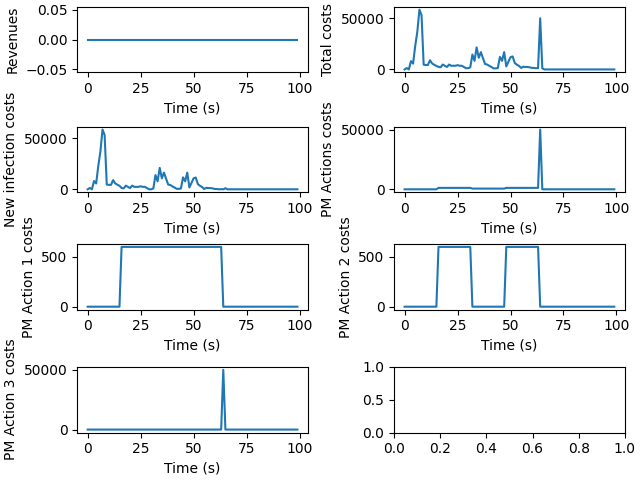 Revenues
0.05
0.00
−0.05
0 25 50 75 100
Time (s)
Total costs
50000
0
0 25 50 75 100
Time (s)
New infection costs
50000
0
0 25 50 75 100
Time (s)
PM Actions costs
50000
0
0 25 50 75 100
Time (s)
PM Action 1 costs
500
0
0 25 50 75 100
Time (s)
PM Action 2 costs
500
0
0 25 50 75 100
Time (s)
PM Action 3 costs
50000
0
0 25 50 75 100
Time (s)
1.0
0.5
0.0
0.0 0.2 0.4 0.6 0.8 1.0